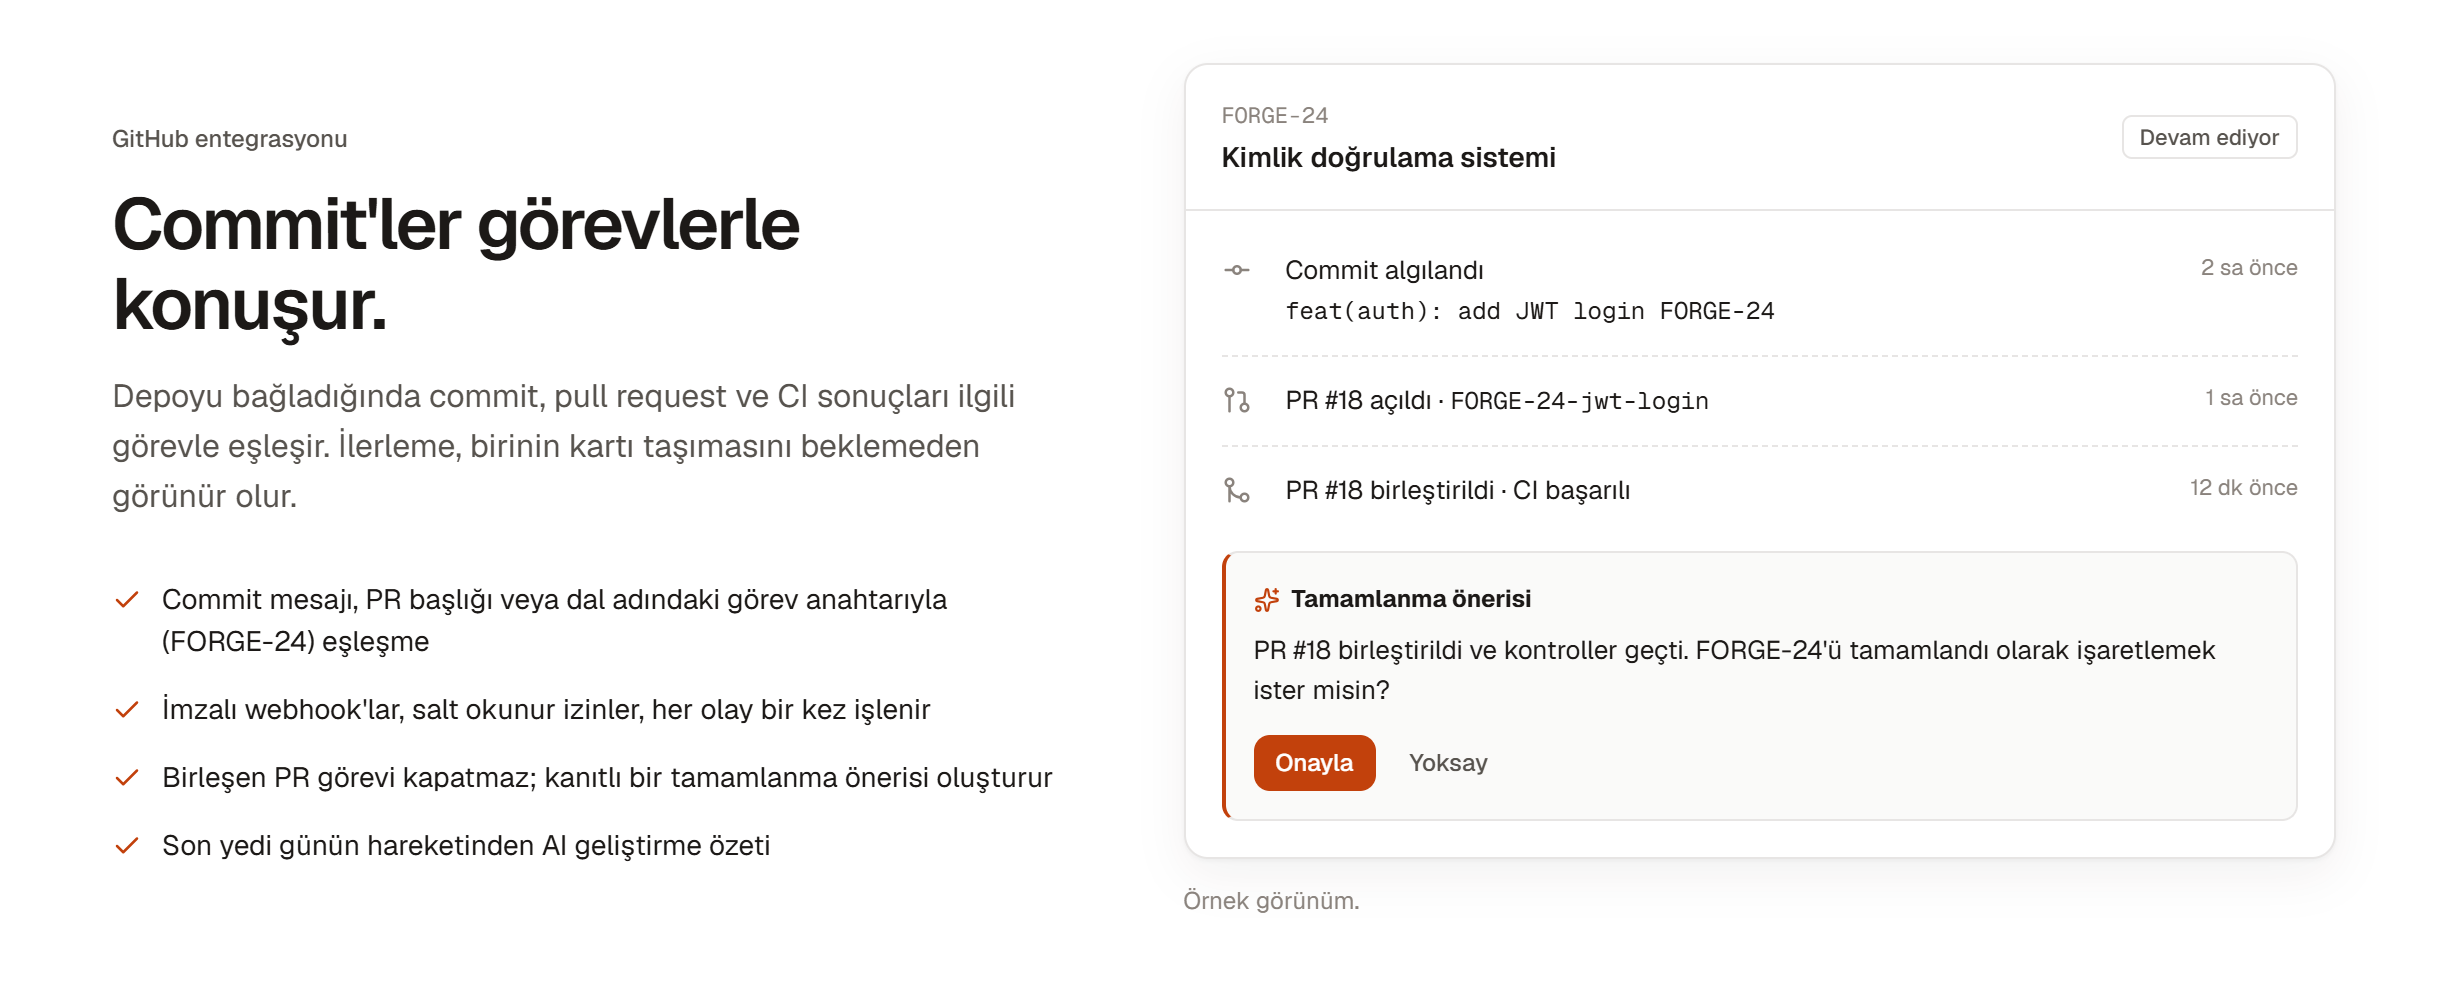 GitHub entegrasyonu
Commit'ler görevlerle
konuşur.
Depoyu bağladığında commit, pull request ve CI sonuçları ilgili
görevle eşleşir. İlerleme, birinin kartı taşımasını beklemeden
görünür olur.
Commit mesajı, PR başlığı veya dal adındaki görev anahtarıyla
(FORGE-24) eşleşme
İmzalı webhook'lar, salt okunur izinler, her olay bir kez işlenir
Birleşen PR görevi kapatmaz; kanıtlı bir tamamlanma önerisi oluşturur
Son yedi günün hareketinden AI geliştirme özeti
FORGE-24
Kimlik doğrulama sistemi
Devam ediyor
Commit algılandı
2 sa önce
feat(auth): add JWT login FORGE-24
PR #18 açıldı · FORGE-24-jwt-login
1 sa önce
PR #18 birleştirildi · CI başarılı
12 dk önce
Tamamlanma önerisi
PR #18 birleştirildi ve kontroller geçti. FORGE-24'ü tamamlandı olarak işaretlemek
ister misin?
Onayla
Yoksay
Örnek görünüm.